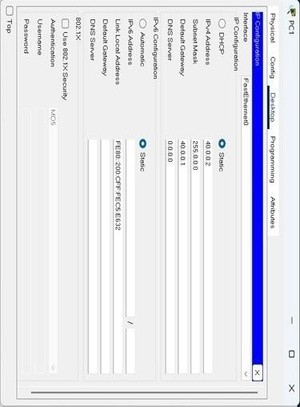 PC1
Physical Config Desktop Programming Attributes
IP Configuration X
Interface FastEthernet0
IP Configuration
DHCP Static
IPv4 Address 40.0.0.2
Subnet Mask 255.0.0.0
Default Gateway 40.0.0.1
DNS Server 0.0.0.0
IPv6 Configuration
Automatic Static
IPv6 Address /
Link Local Address FE80::200:CFF:FEC5:E632
Default Gateway
DNS Server
802.1X
Use 802.1X Security
Authentication MD5
Username
Password
Top